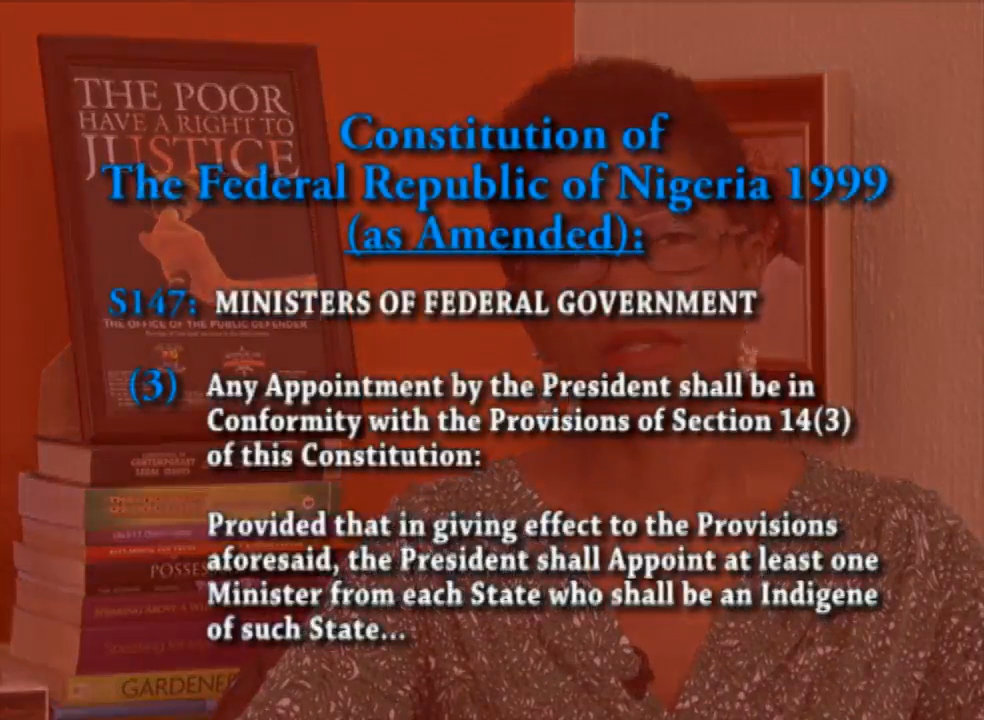 THE POOR
HAVE A RIGHT TO
JUSTICE
Constitution of
The Federal Republic of Nigeria 1999
(as Amended):
S147: MINISTERS OF FEDERAL GOVERNMENT
THE OFFICE OF THE PUBLIC DEFENDER
(3) Any Appointment by the President shall be in
Conformity with the Provisions of Section 14(3)
of this Constitution:
CONTEMPORARY
LEGAL ISSUES
Provided that in giving effect to the Provisions
aforesaid, the President shall Appoint at least one
POSSES
Minister from each State who shall be an Indigene
of such State...
GARDENER